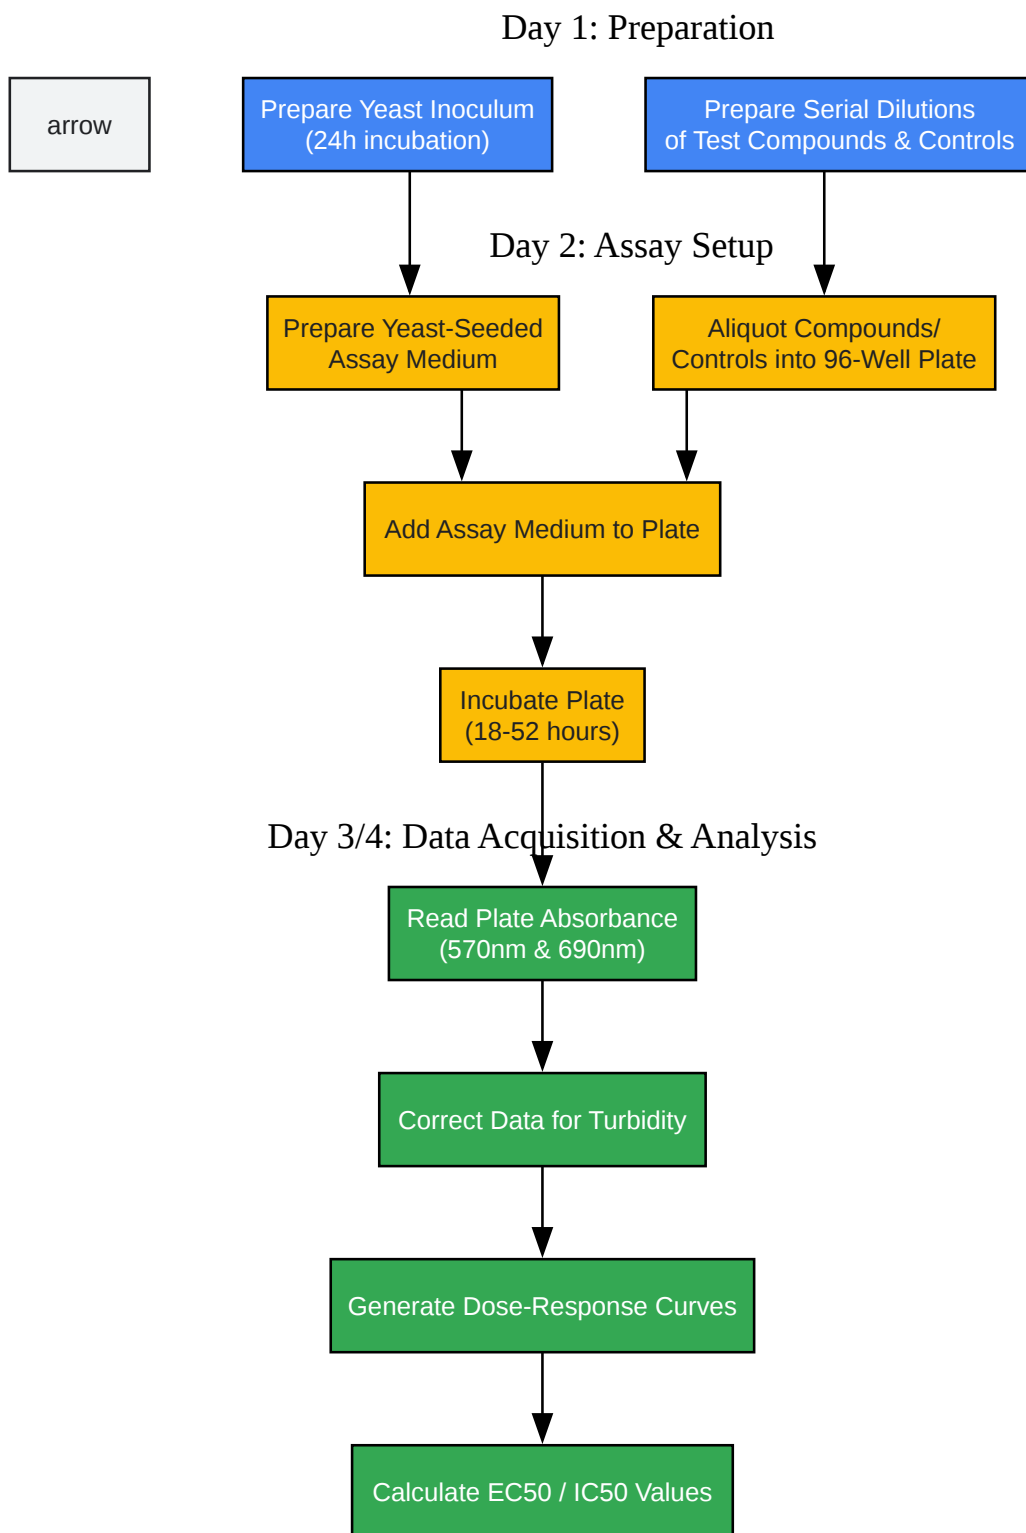 Day 1: Preparation
arrow
Prepare Yeast Inoculum
(24h incubation)
Prepare Serial Dilutions
of Test Compounds & Controls
Day 2: Assay Setup
Prepare Yeast-Seeded
Assay Medium
Aliquot Compounds/
Controls into 96-Well Plate
Add Assay Medium to Plate
Incubate Plate
(18-52 hours)
Day 3/4: Data Acquisition & Analysis
Read Plate Absorbance
(570nm & 690nm)
Correct Data for Turbidity
Generate Dose-Response Curves
Calculate EC50 / IC50 Values